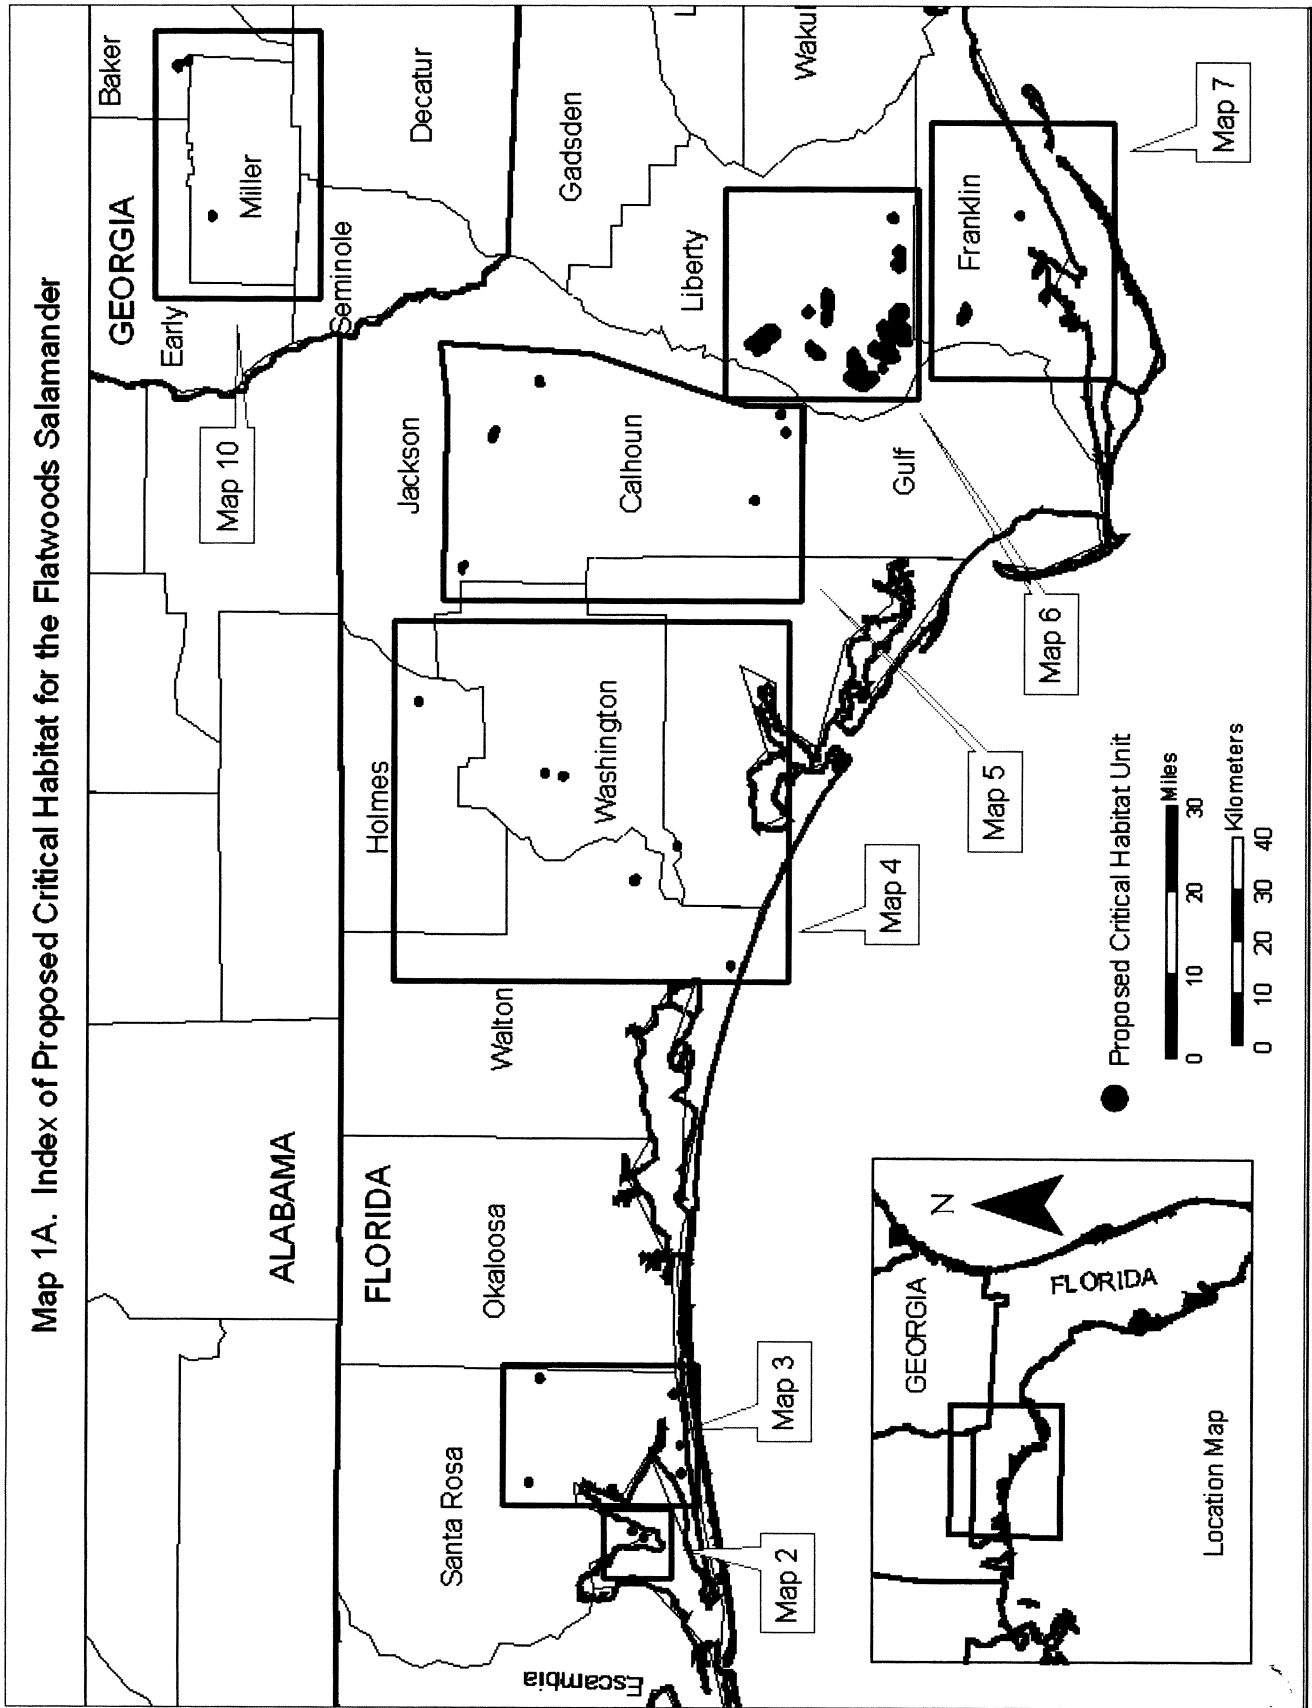 Map 1A. Index of Proposed Critical Habitat for the Flatwoods Salamander
GEORGIA
Baker
Early
Miller
Map 10
Seminole
Decatur
ALABAMA
FLORIDA
Jackson
Gadsden
Holmes
Walton
Okaloosa
Santa Rosa
Escambia
Washington
Calhoun
Liberty
Wakul
L
Gulf
Franklin
Map 2
Map 3
Map 4
Map 5
Map 6
Map 7
Proposed Critical Habitat Unit
0 10 20 30 Miles
0 10 20 30 40 Kilometers
N
GEORGIA
FLORIDA
Location Map